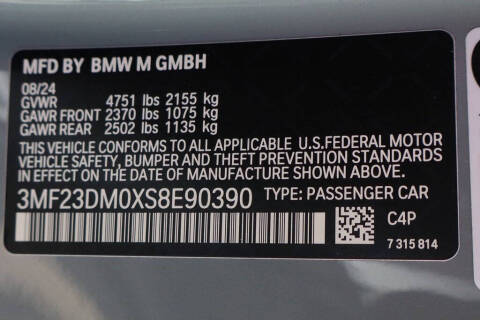 MFD BY BMW M GMBH
08/24
GVWR 4751 lbs 2155 kg
GAWR FRONT 2370 lbs 1075 kg
GAWR REAR 2502 lbs 1135 kg
THIS VEHICLE CONFORMS TO ALL APPLICABLE U.S.FEDERAL MOTOR
VEHICLE SAFETY, BUMPER AND THEFT PREVENTION STANDARDS
IN EFFECT ON THE DATE OF MANUFACTURE SHOWN ABOVE.
3MF23DM0XS8E90390 TYPE: PASSENGER CAR
C4P
7 315 814